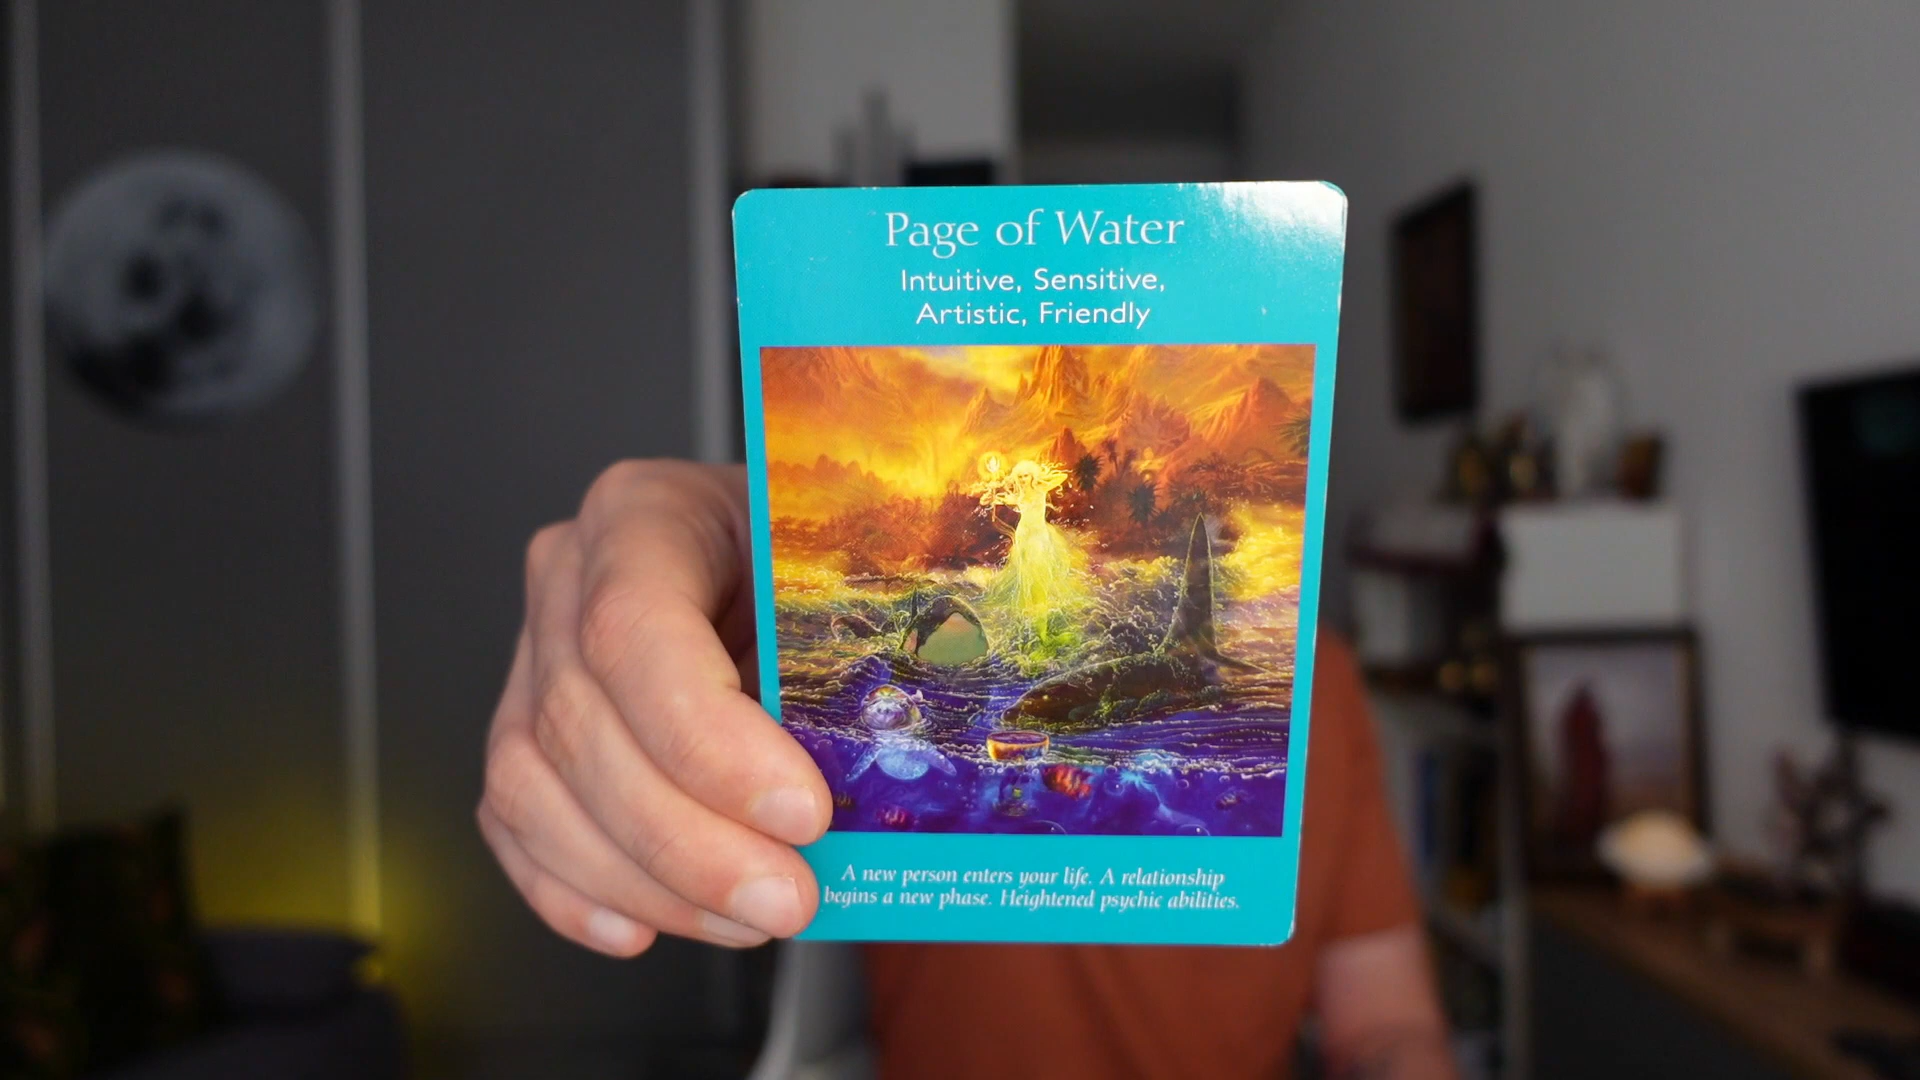 Page of Water
Intuitive, Sensitive,
Artistic, Friendly
A new person enters your life. A relationship
begins a new phase. Heightened psychic abilities.